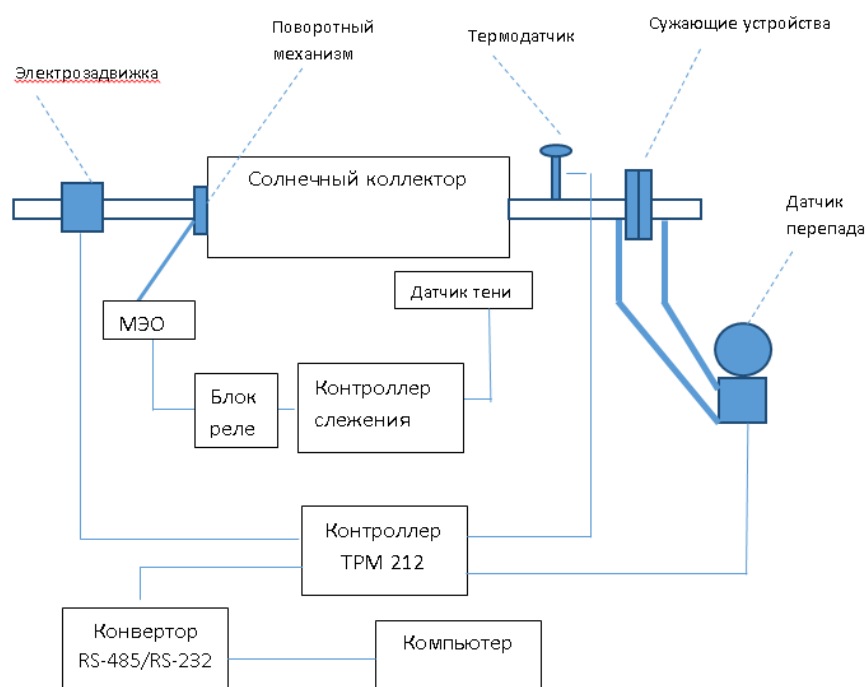 Поворотный
механизм
Термодатчик
Сужающие устройства
Электрозадвижка
Солнечный коллектор
Датчик
перепада
Датчик тени
МЭО
Блок
реле
Контроллер
слежения
Контроллер
ТРМ 212
Конвертор
RS-485/RS-232
Компьютер